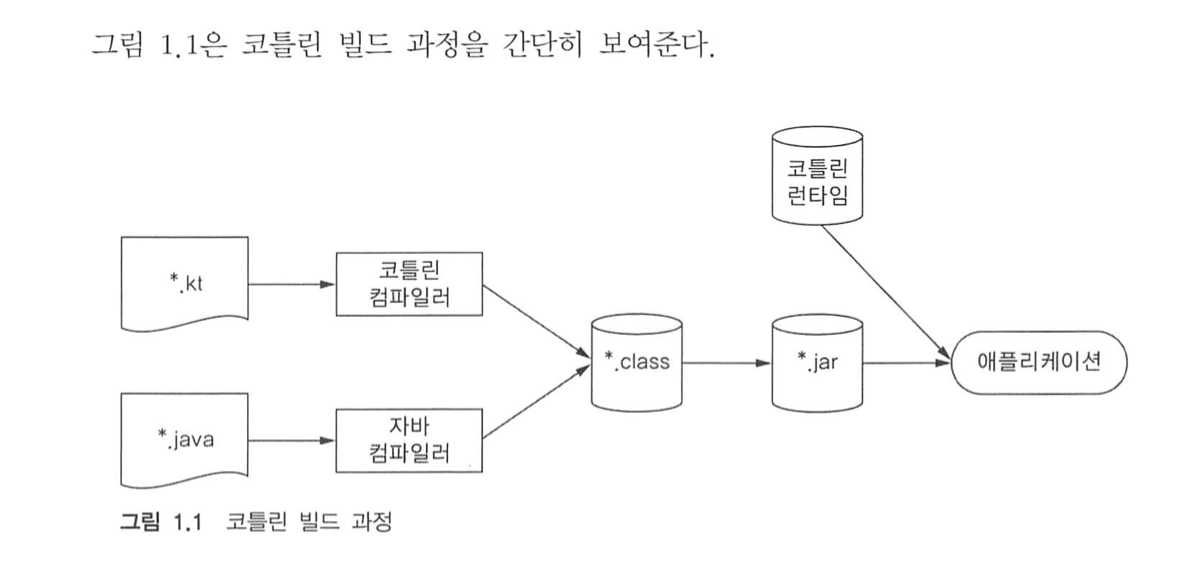 그림 1.1은 코틀린 빌드 과정을 간단히 보여준다.
코틀린
런타임
*.kt
코틀린
컴파일러
*.class
*.jar
애플리케이션
*.java
자바
컴파일러
그림 1.1 코틀린 빌드 과정